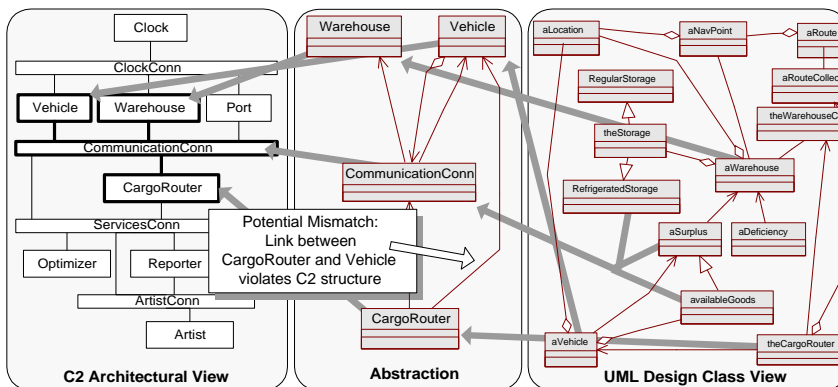 Clock
ClockConn
Vehicle
Warehouse
Port
CommunicationConn
CargoRouter
ServicesConn
Optimizer
Reporter
ArtistConn
Artist
C2 Architectural View
Warehouse
Vehicle
CommunicationConn
Potential Mismatch:
Link between
CargoRouter and Vehicle
violates C2 structure
CargoRouter
Abstraction
aLocation
aNavPoint
aRoute
RegularStorage
aRouteCollec
theWarehouseC
theStorage
aWarehouse
RefrigeratedStorage
aSurplus
aDeficiency
availableGoods
aVehicle
theCargoRouter
UML Design Class View